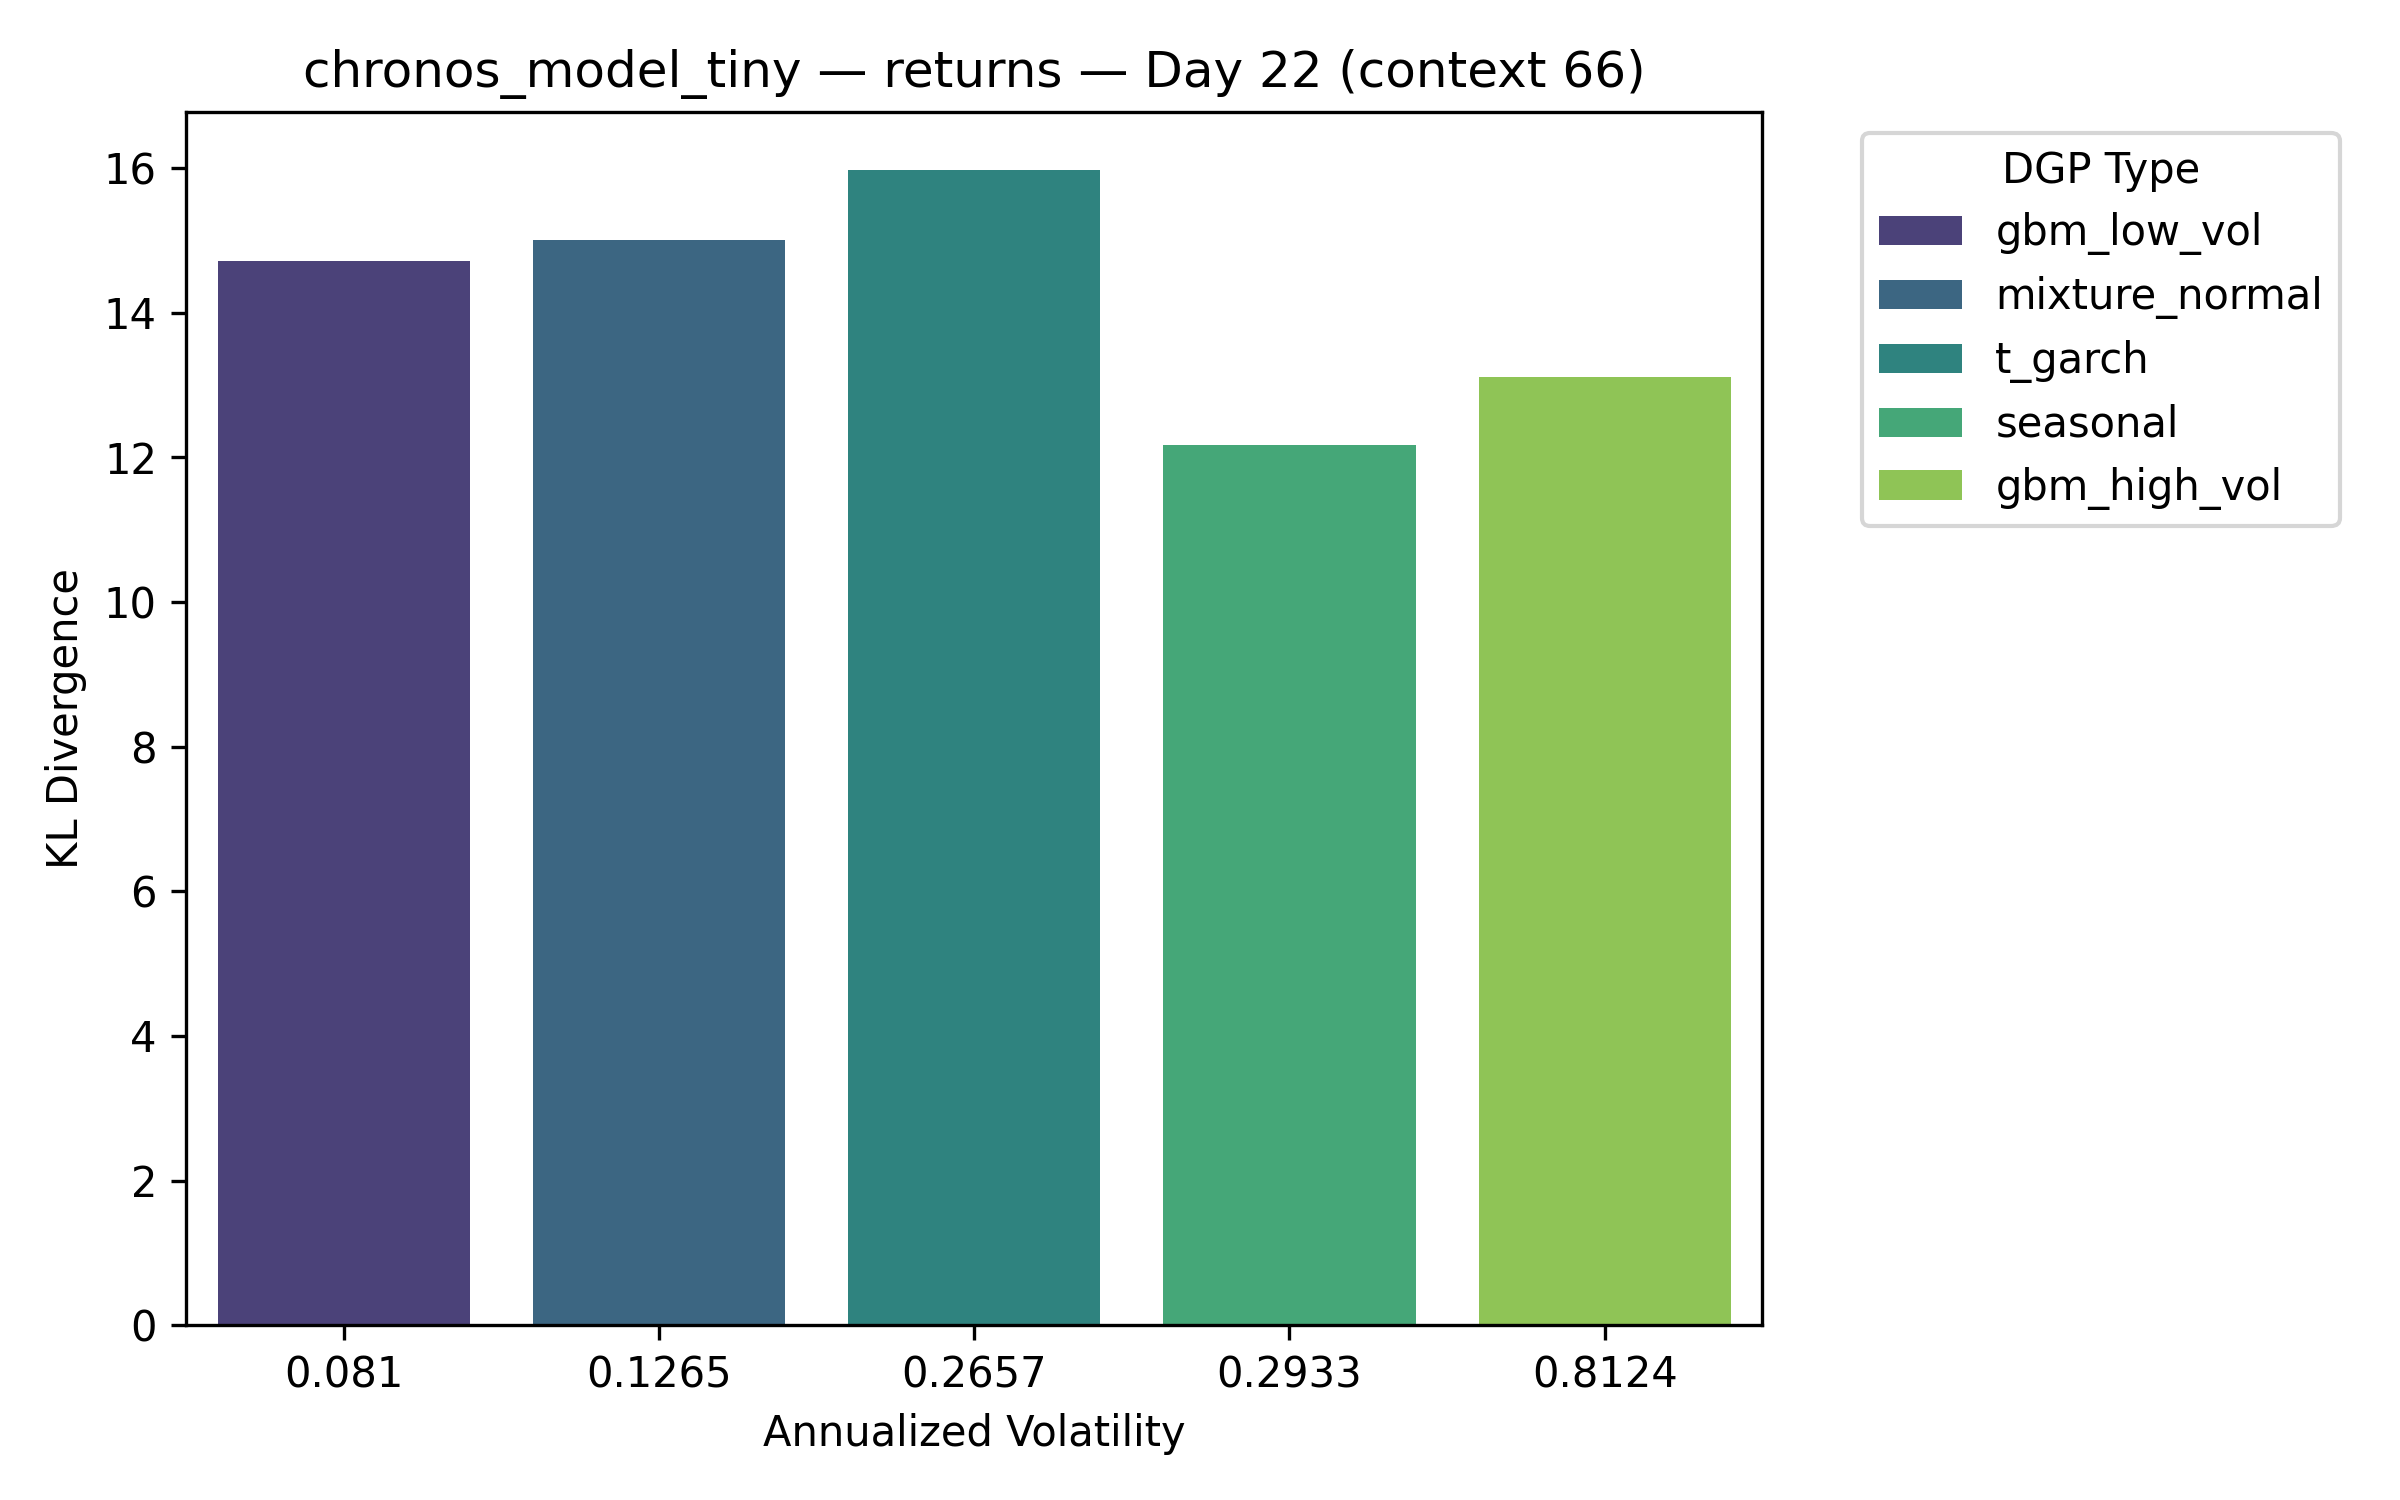 chronos_model_tiny — returns — Day 22 (context 66)
KL Divergence
16
14
12
10
8
6
4
2
0
0.081
0.1265
0.2657
0.2933
0.8124
Annualized Volatility
DGP Type
gbm_low_vol
mixture_normal
t_garch
seasonal
gbm_high_vol